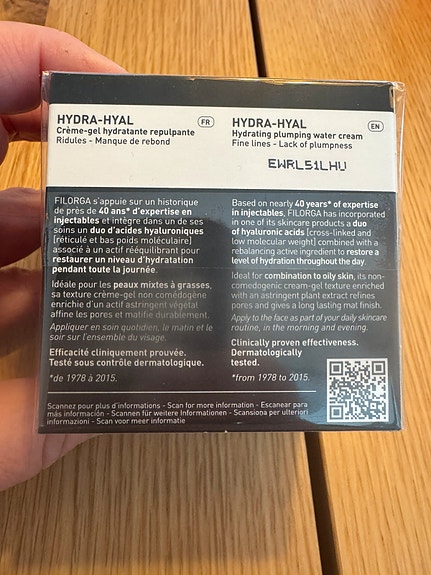 HYDRA-HYAL
FR
Crème-gel hydratante repulpante
Ridules - Manque de rebond
HYDRA-HYAL
EN
Hydrating plumping water cream
Fine lines - Lack of plumpness
EWRL51LHU
FILORGA s'appuie sur un historique
de près de 40 ans* d'expertise en
injectables et intègre dans un de ses
soins un duo d'acides hyaluroniques
[réticulé et bas poids moléculaire]
associé à un actif rééquilibrant pour
restaurer un niveau d'hydratation
pendant toute la journée.
Idéale pour les peaux mixtes à grasses,
sa texture crème-gel non comédogène
enrichie d'un actif astringent végétal
affine les pores et matifie durablement.
Appliquer en soin quotidien, le matin et le
soir sur l'ensemble du visage.
Efficacité cliniquement prouvée.
Testé sous contrôle dermatologique.
*de 1978 à 2015.
Based on nearly 40 years* of expertise
in injectables, FILORGA has incorporated
in one of its skincare products a duo
of hyaluronic acids [cross-linked and
low molecular weight] combined with a
rebalancing active ingredient to restore a
level of hydration throughout the day.
Ideal for combination to oily skin, its non-
comedogenic cream-gel texture enriched
with an astringent plant extract refines
pores and gives a long lasting mat finish.
Apply to the face as part of your daily skincare
routine, in the morning and evening.
Clinically proven effectiveness.
Dermatologically
tested.
*from 1978 to 2015.
Scannez pour plus d'informations - Scan for more information - Escanear para
más información - Scannen für weitere Informationen - Scansiona per ulteriori
informazioni - Scan voor meer informatie